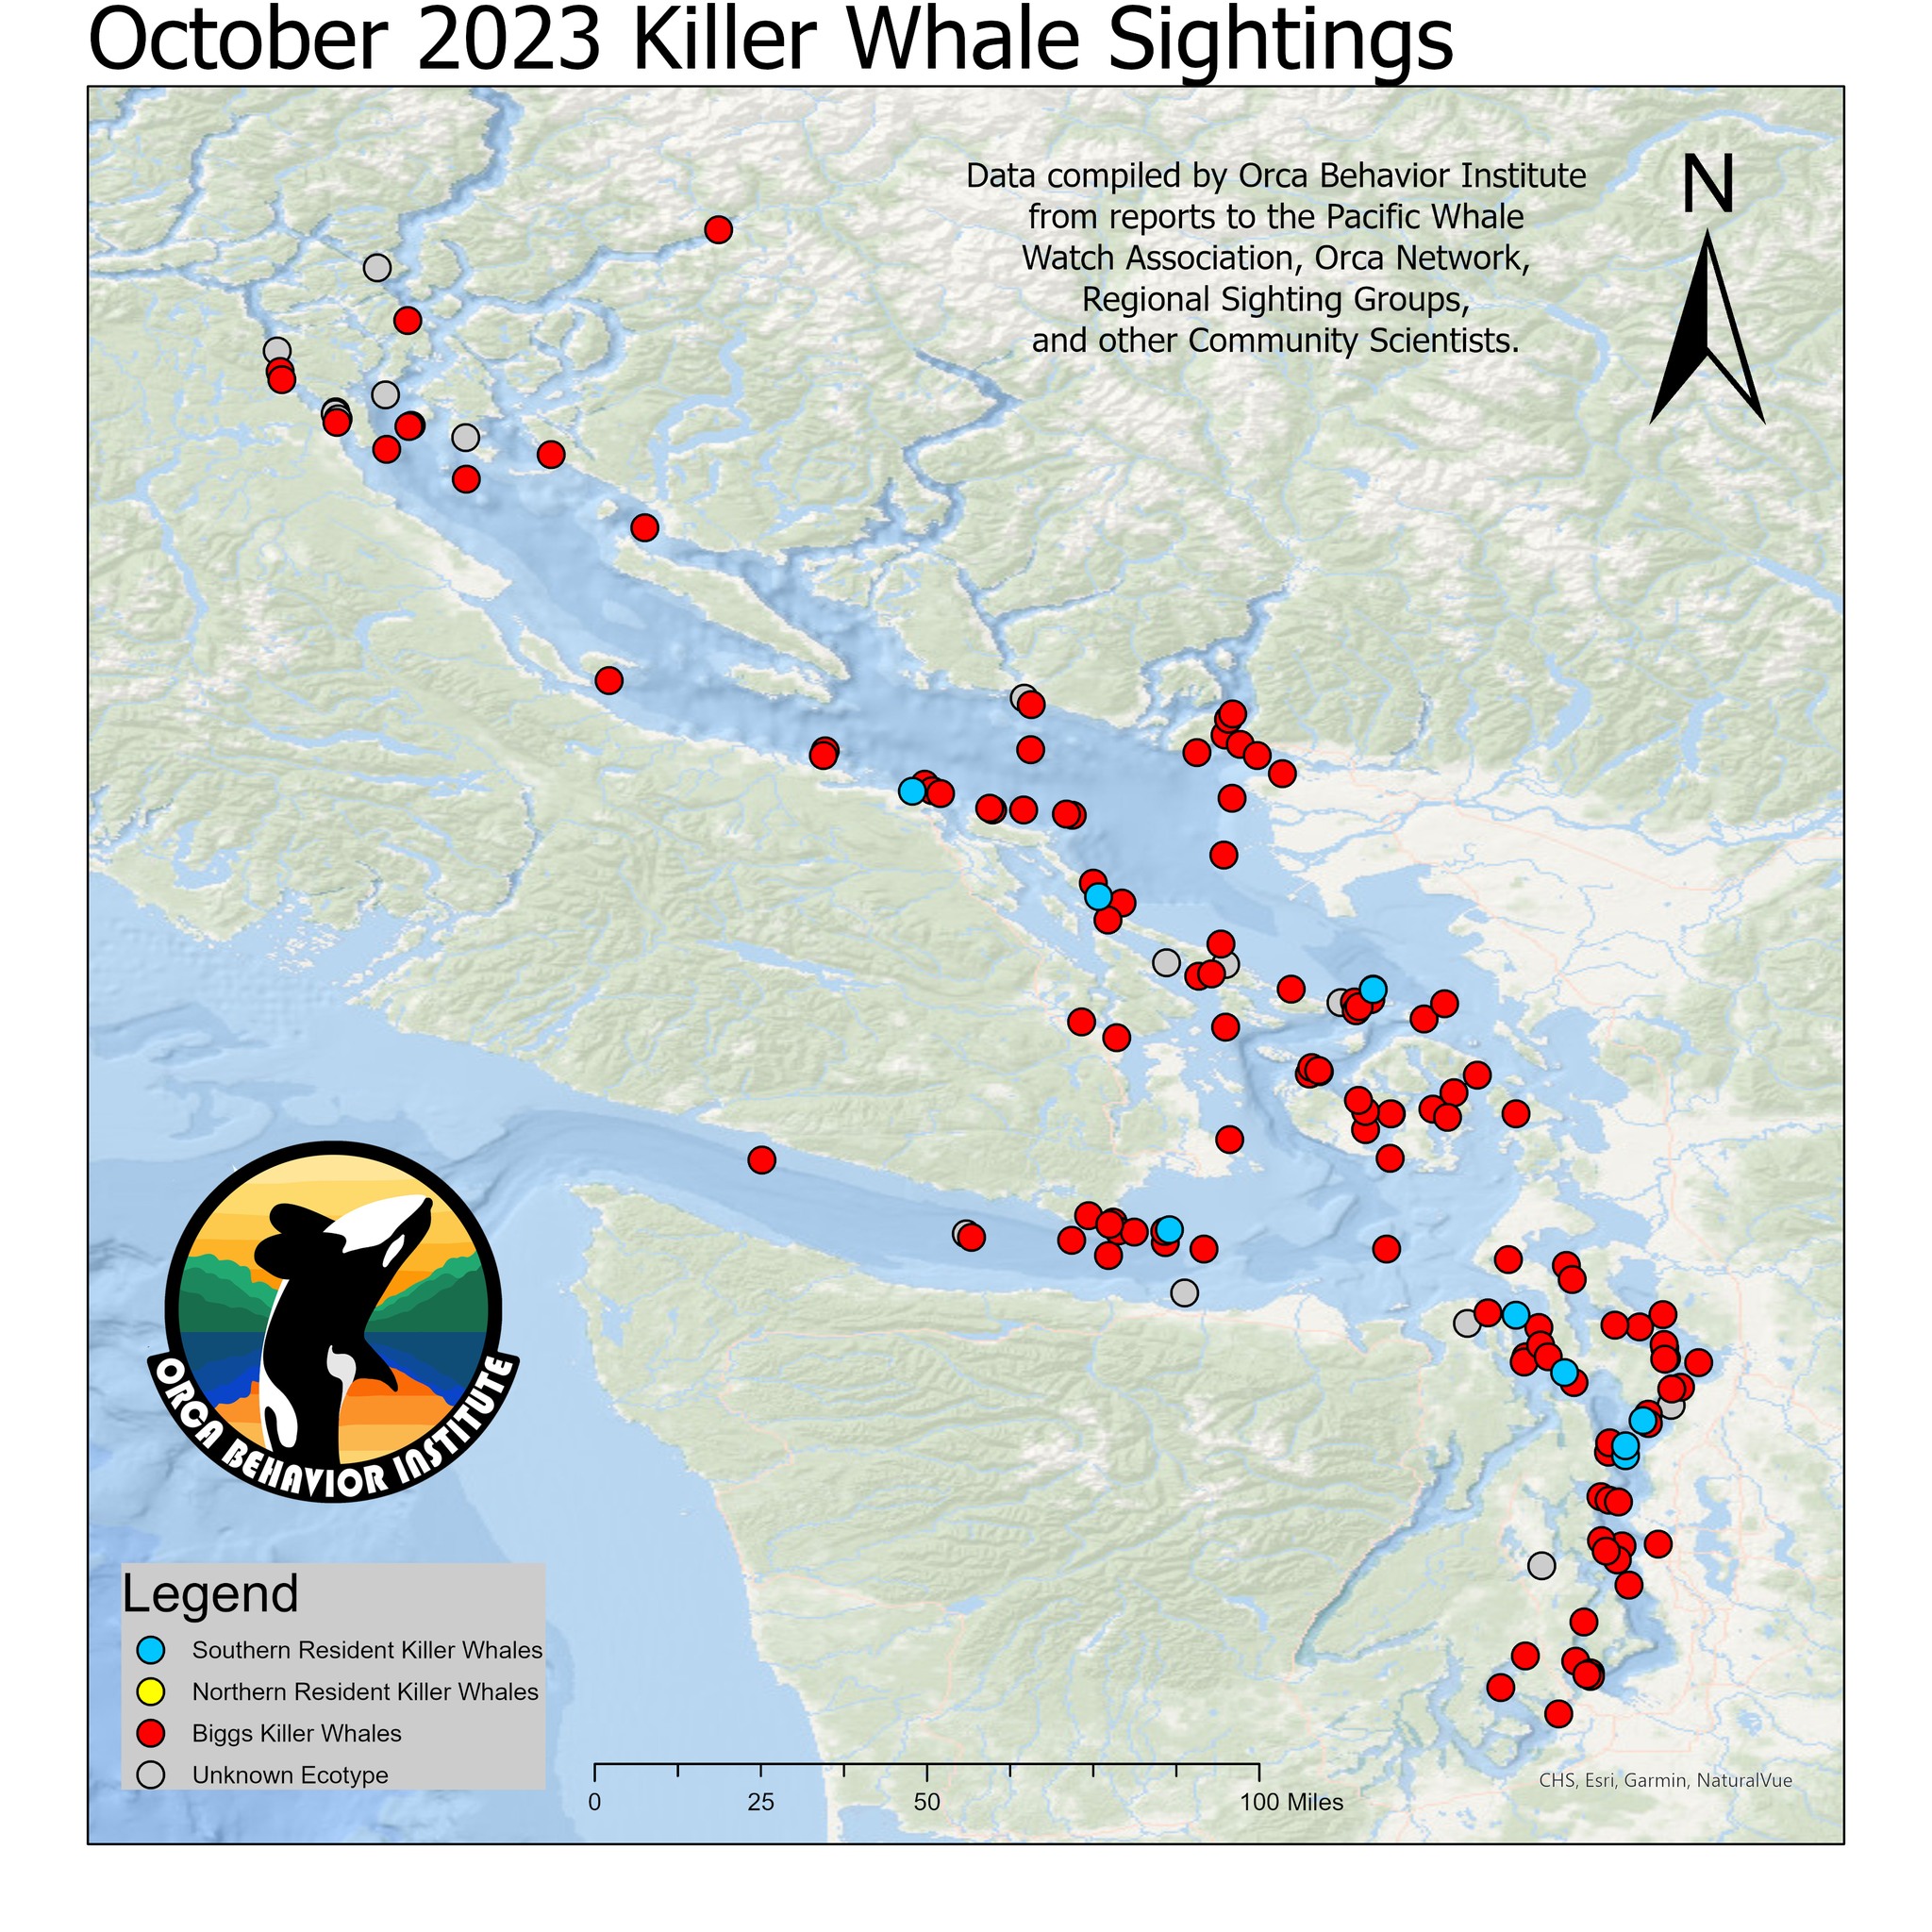 October 2023 Killer Whale Sightings
Data compiled by Orca Behavior Institute
from reports to the Pacific Whale
Watch Association, Orca Network,
Regional Sighting Groups,
and other Community Scientists.
N
ORCA BEHAVIOR INSTITUTE
Legend
Southern Resident Killer Whales
Northern Resident Killer Whales
Biggs Killer Whales
Unknown Ecotype
0 25 50 100 Miles
CHS, Esri, Garmin, NaturalVue